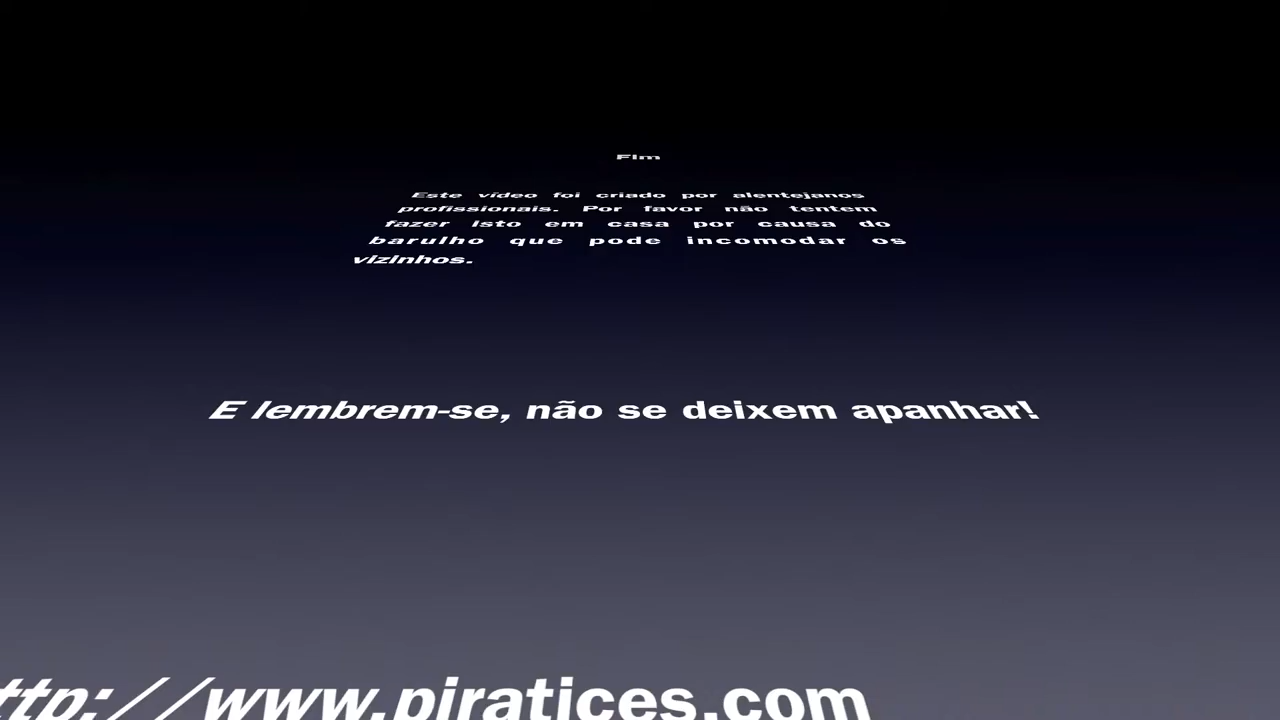 Fim
Este vídeo foi criado por alentejanos
profissionais. Por favor não tentem
fazer isto em casa por causa do
barulho que pode incomodar os
vizinhos.
E lembrem-se, não se deixem apanhar!
ttp://www.piratices.com